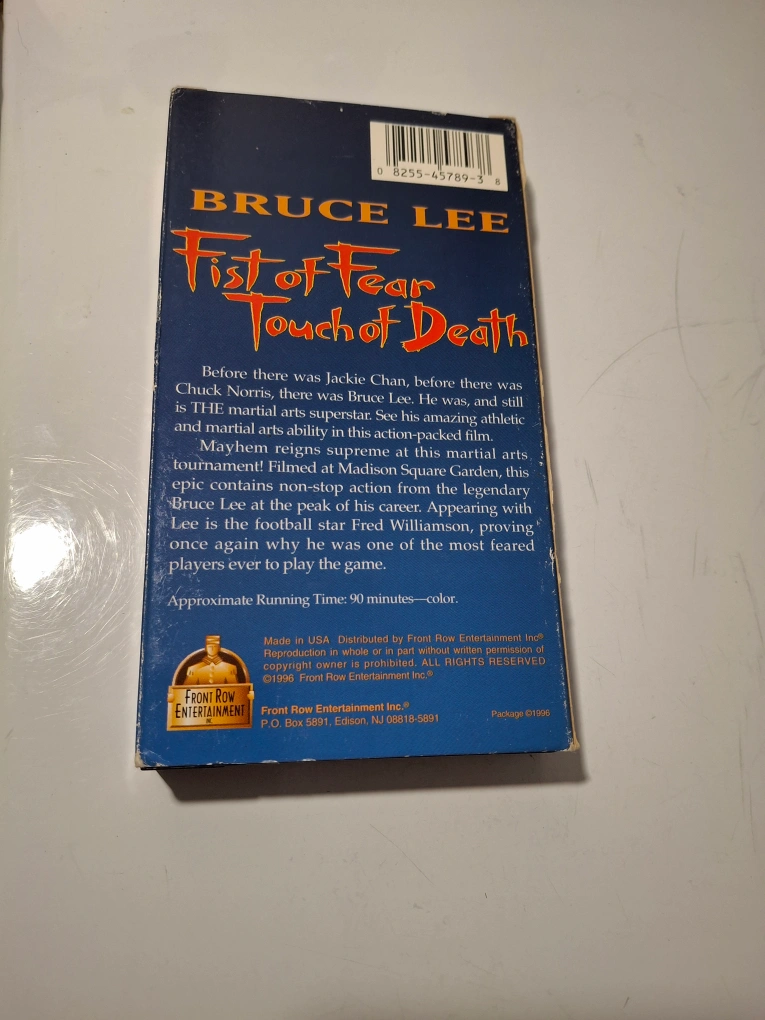 0 8255-45789-3 8
BRUCE LEE
Fist of Fear
Touch of Death
Before there was Jackie Chan, before there was
Chuck Norris, there was Bruce Lee. He was, and still
is THE martial arts superstar. See his amazing athletic
and martial arts ability in this action-packed film.
Mayhem reigns supreme at this martial arts
tournament! Filmed at Madison Square Garden, this
epic contains non-stop action from the legendary
Bruce Lee at the peak of his career. Appearing with
Lee is the football star Fred Williamson, proving
once again why he was one of the most feared
players ever to play the game.
Approximate Running Time: 90 minutes—color.
Made in USA Distributed by Front Row Entertainment Inc®
Reproduction in whole or in part without written permission of
copyright owner is prohibited. ALL RIGHTS RESERVED
©1996 Front Row Entertainment Inc.®
FRONT ROW
ENTERTAINMENT
INC.
Front Row Entertainment Inc.®
P.O. Box 5891, Edison, NJ 08818-5891
Package ©1996